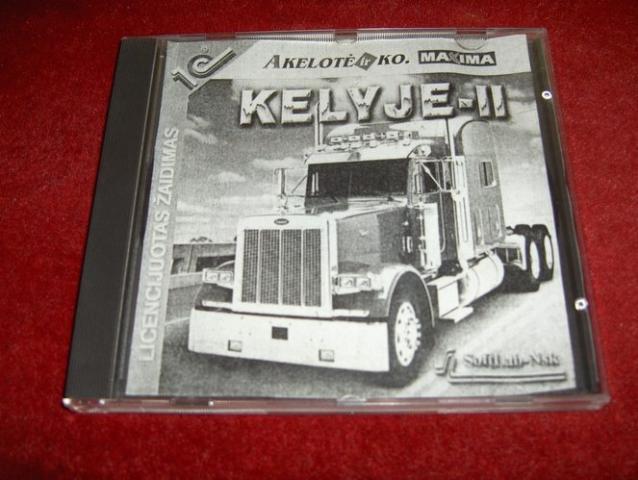 1C®
AKELOTĖ ir KO. MAXIMA
KELYJE-II
LICENCIJUOTAS ŽAIDIMAS
SoftLab-Nsk